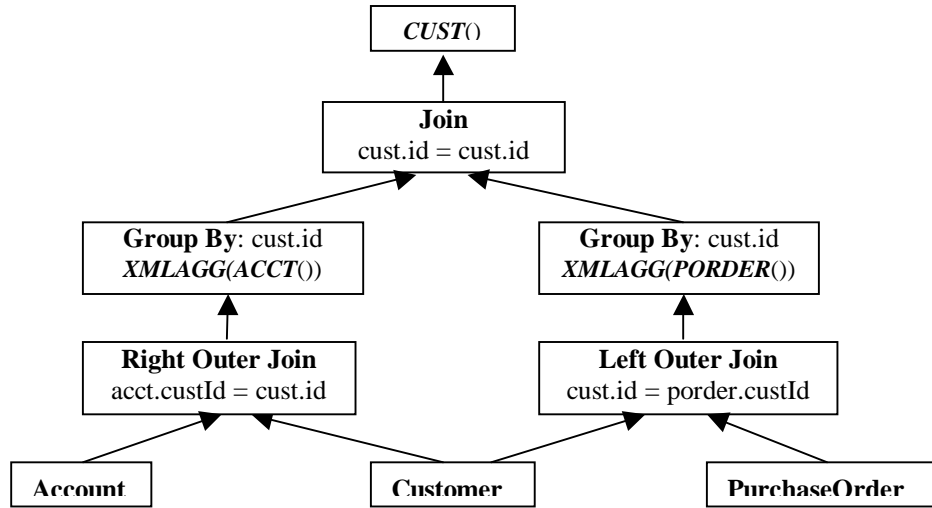 CUST()
Join
cust.id = cust.id
Group By: cust.id
XMLAGG(ACCT())
Group By: cust.id
XMLAGG(PORDER())
Right Outer Join
acct.custId = cust.id
Left Outer Join
cust.id = porder.custId
Account
Customer
PurchaseOrder